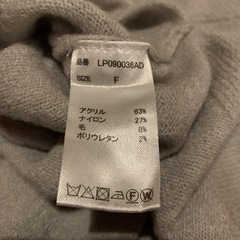 品番 LP090036AD
SIZE F
アクリル 63%
ナイロン 27%
毛 8%
ポリウレタン 2%
F W